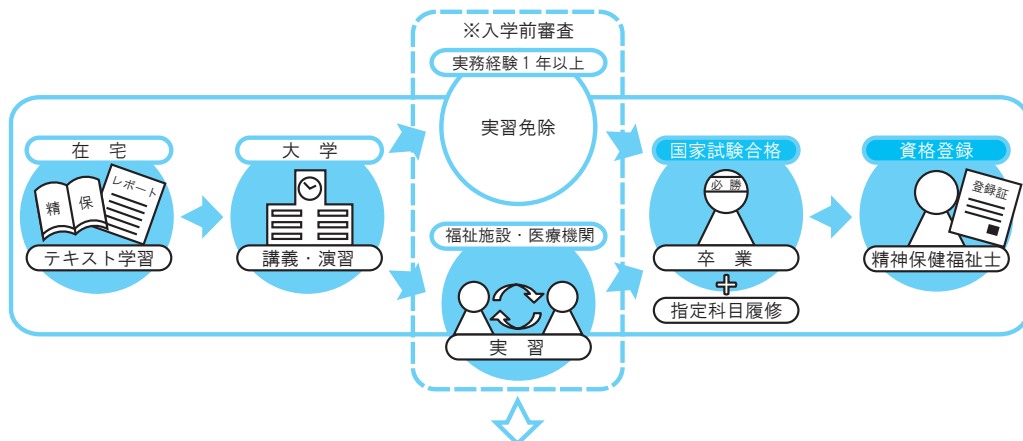 ※入学前審査
実務経験１年以上
実習免除
在 宅
レポート
精 保
テキスト学習
大 学
講義・演習
福祉施設・医療機関
実 習
国家試験合格
必 勝
卒 業
指定科目履修
資格登録
登録証
精神保健福祉士